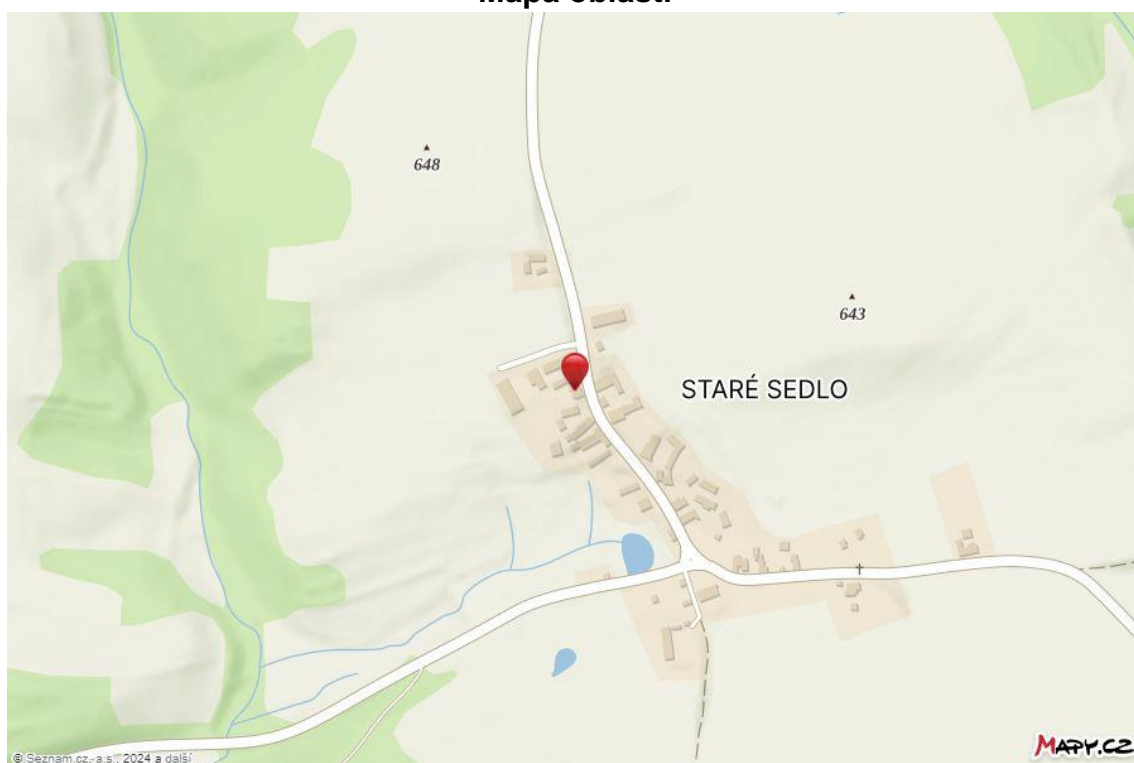 Mapa oblasti
648
643
STARÉ SEDLO
© Seznam.cz, a.s., 2024 a další
MAPY.CZ